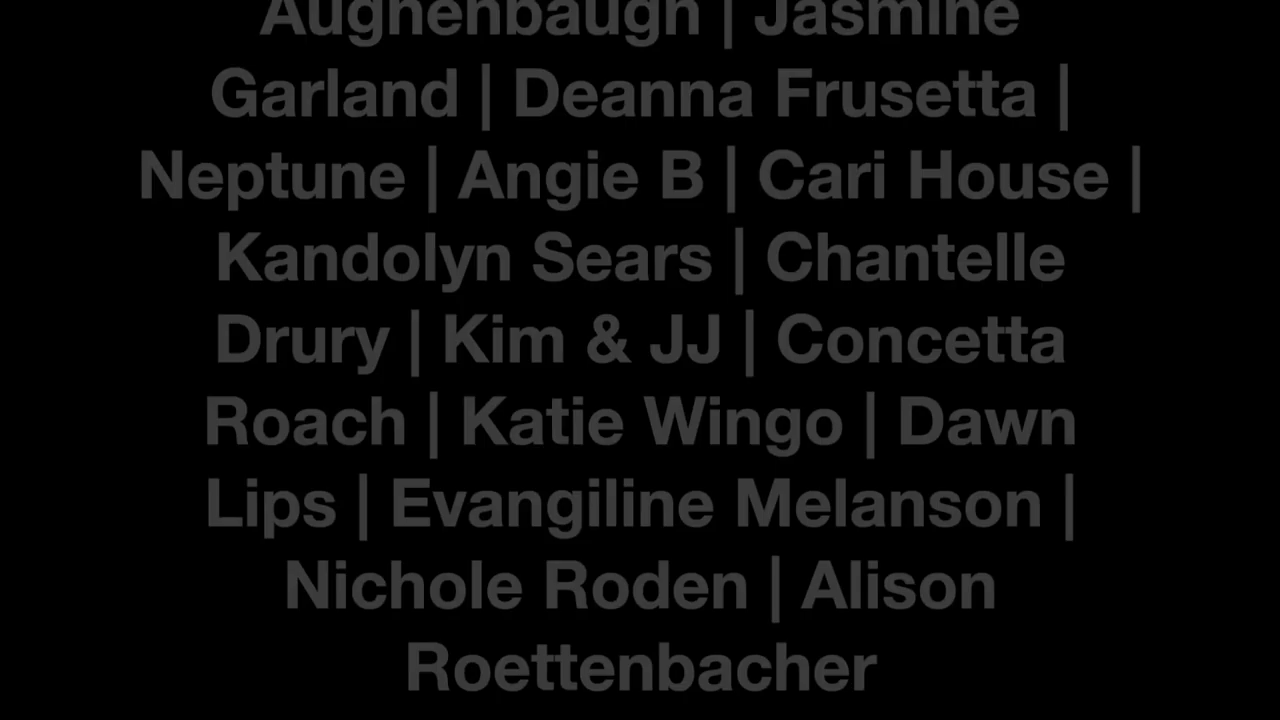 Aughenbaugh | Jasmine
Garland | Deanna Frusetta |
Neptune | Angie B | Cari House |
Kandolyn Sears | Chantelle
Drury | Kim & JJ | Concetta
Roach | Katie Wingo | Dawn
Lips | Evangiline Melanson |
Nichole Roden | Alison
Roettenbacher